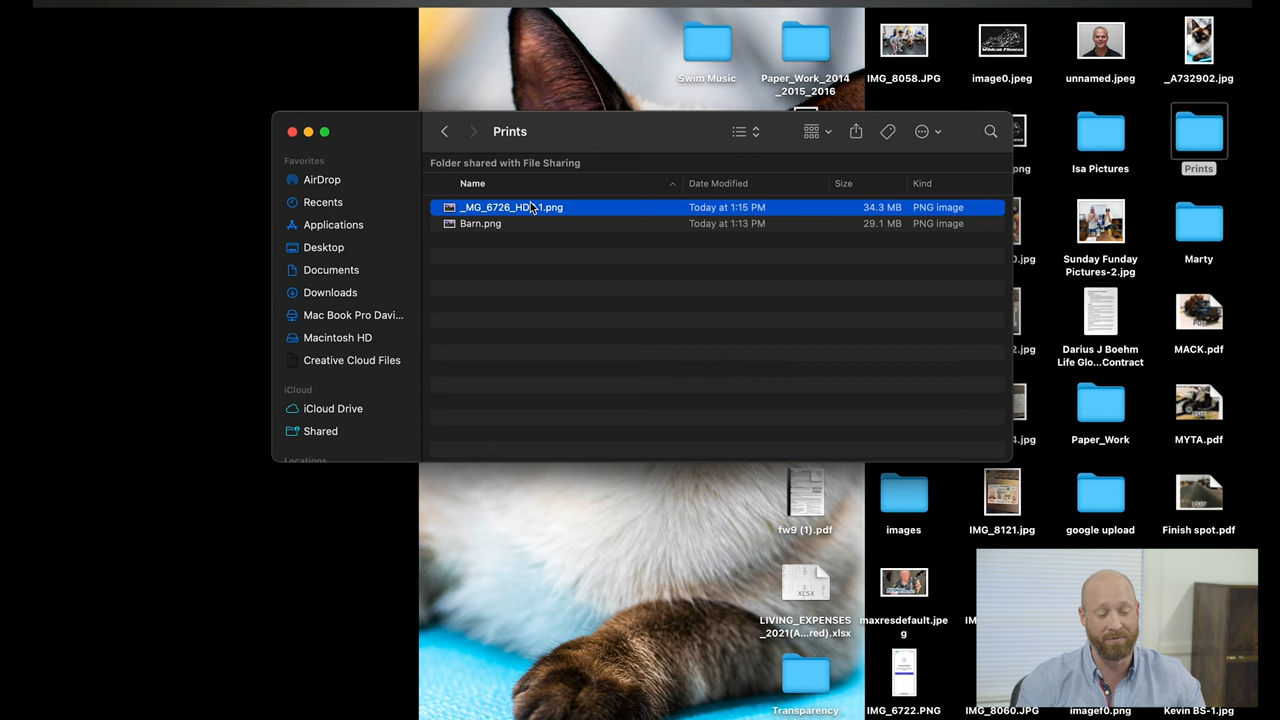 Swim Music
Paper_Work_2014
_2015_2016
IMG_8058.JPG
image0.jpeg
unnamed.jpeg
_A732902.jpg
Prints
Folder shared with File Sharing
Name
Date Modified
Size
Kind
Today at 1:15 PM
34.3 MB
PNG image
Barn.png
Today at 1:13 PM
29.1 MB
PNG image
Favorites
AirDrop
Recents
Applications
Desktop
Documents
Downloads
Mac Book Pro Davi...
Macintosh HD
Creative Cloud Files
iCloud
iCloud Drive
Shared
Locations
Isa Pictures
Prints
Sunday Funday
Pictures-2.jpg
Marty
Darius J Boehm
Life Glo...Contract
MACK.pdf
Paper_Work
MYTA.pdf
fw9 (1).pdf
images
IMG_8121.jpg
google upload
Finish spot.pdf
XLSX
LIVING_EXPENSES
_2021(A...red).xlsx
maxresdefault.jpe
g
Transparency
IMG_6722.PNG
IMG_8060.jpg
imagef0.png
Kevin BS-1.jpg